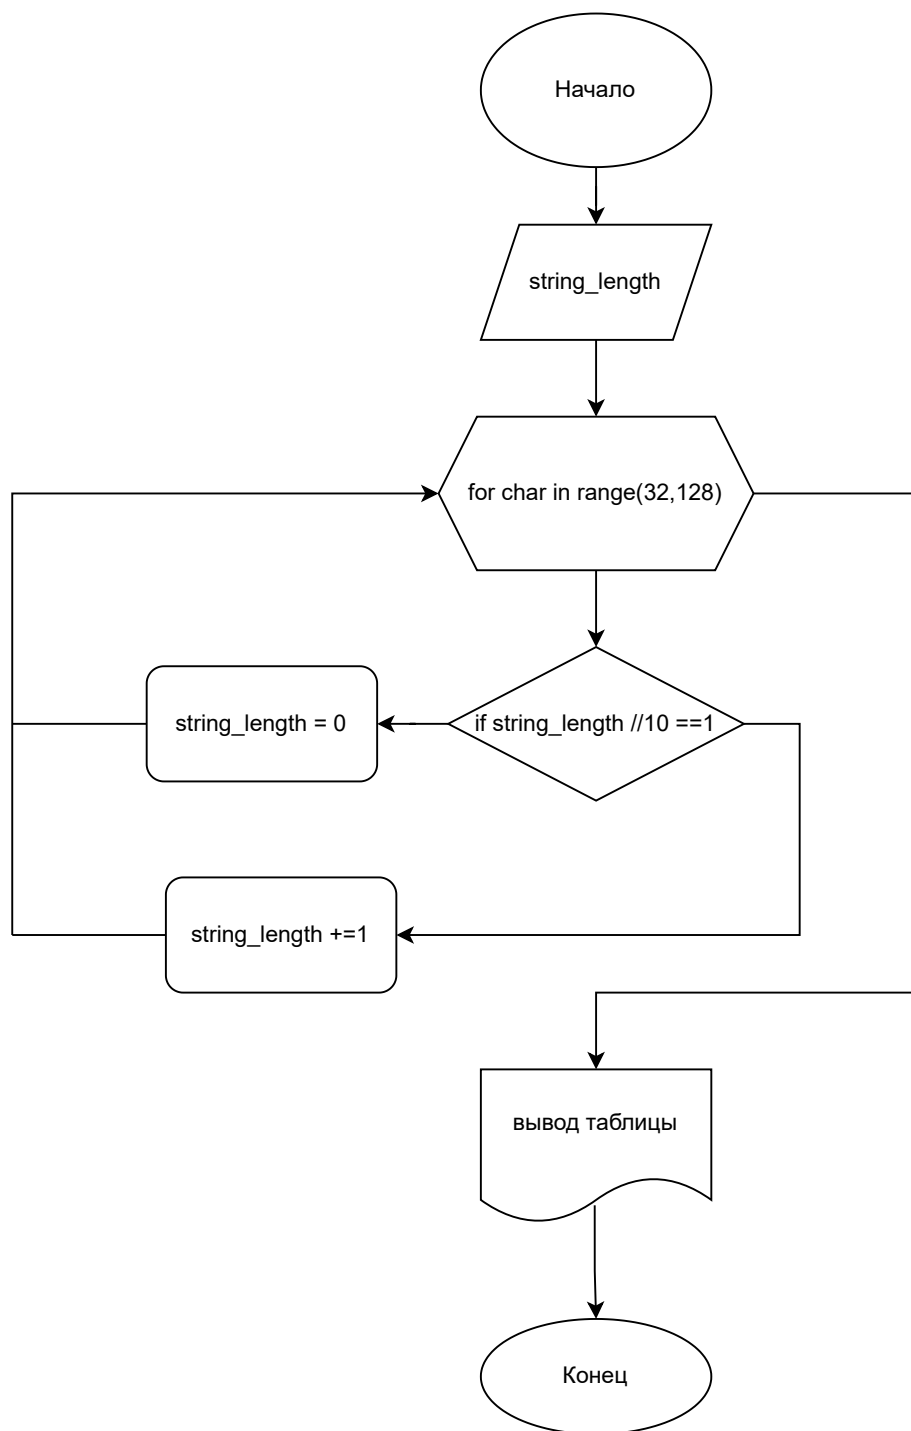 Начало
string_length
for char in range(32,128)
if string_length //10 ==1
string_length = 0
string_length +=1
вывод таблицы
Конец